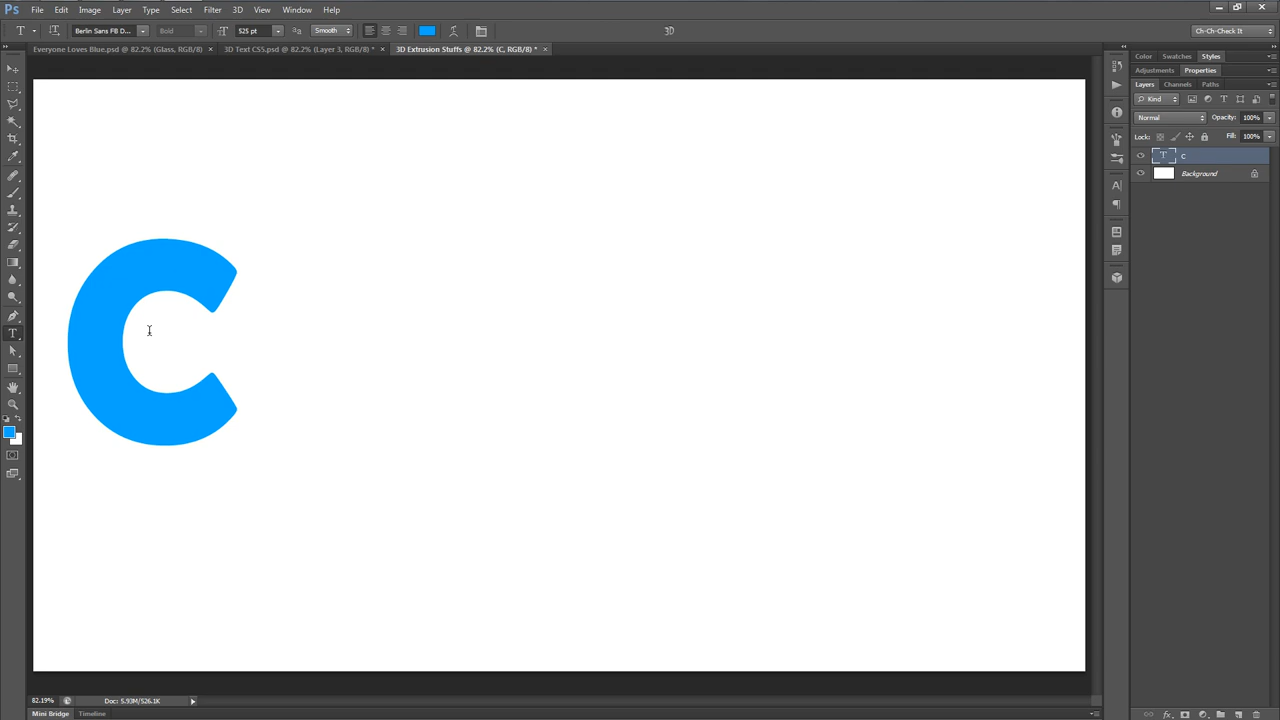 Ps File Edit Image Layer Type Select Filter 3D View Window Help
T Berlin Sans FB D... Bold 525 pt aa Smooth 3D Ch-Ch-Check It
Everyone Loves Blue.psd @ 82.2% (Glass, RGB/8) × 3D Text CS5.psd @ 82.2% (Layer 3, RGB/8) * × 3D Extrusion Stuffs @ 82.2% (C, RGB/8) * ×
Color Swatches Styles
Adjustments Properties
Layers Channels Paths
Kind
Normal Opacity: 100%
Lock: Fill: 100%
T C
Background
C
82.19% Doc: 5.93M/526.1K
Mini Bridge Timeline